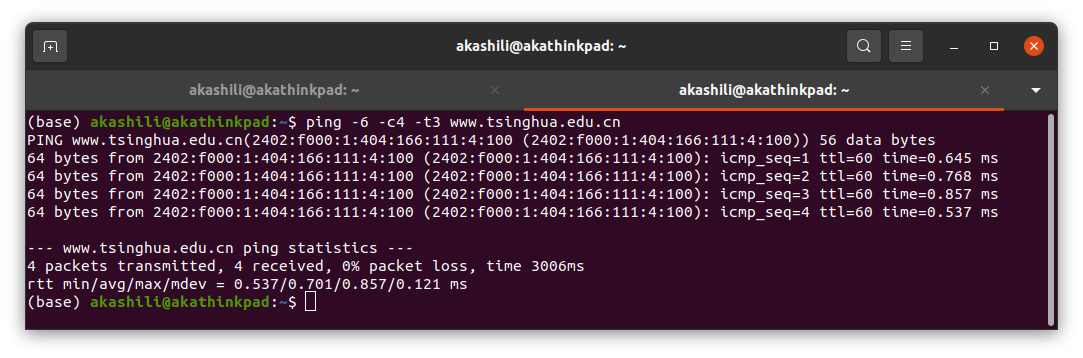 akashili@akathinkpad: ~
akashili@akathinkpad: ~
akashili@akathinkpad: ~
(base) akashili@akathinkpad:~$ ping -6 -c4 -t3 www.tsinghua.edu.cn
PING www.tsinghua.edu.cn(2402:f000:1:404:166:111:4:100 (2402:f000:1:404:166:111:4:100)) 56 data bytes
64 bytes from 2402:f000:1:404:166:111:4:100 (2402:f000:1:404:166:111:4:100): icmp_seq=1 ttl=60 time=0.645 ms
64 bytes from 2402:f000:1:404:166:111:4:100 (2402:f000:1:404:166:111:4:100): icmp_seq=2 ttl=60 time=0.768 ms
64 bytes from 2402:f000:1:404:166:111:4:100 (2402:f000:1:404:166:111:4:100): icmp_seq=3 ttl=60 time=0.857 ms
64 bytes from 2402:f000:1:404:166:111:4:100 (2402:f000:1:404:166:111:4:100): icmp_seq=4 ttl=60 time=0.537 ms
--- www.tsinghua.edu.cn ping statistics ---
4 packets transmitted, 4 received, 0% packet loss, time 3006ms
rtt min/avg/max/mdev = 0.537/0.701/0.857/0.121 ms
(base) akashili@akathinkpad:~$